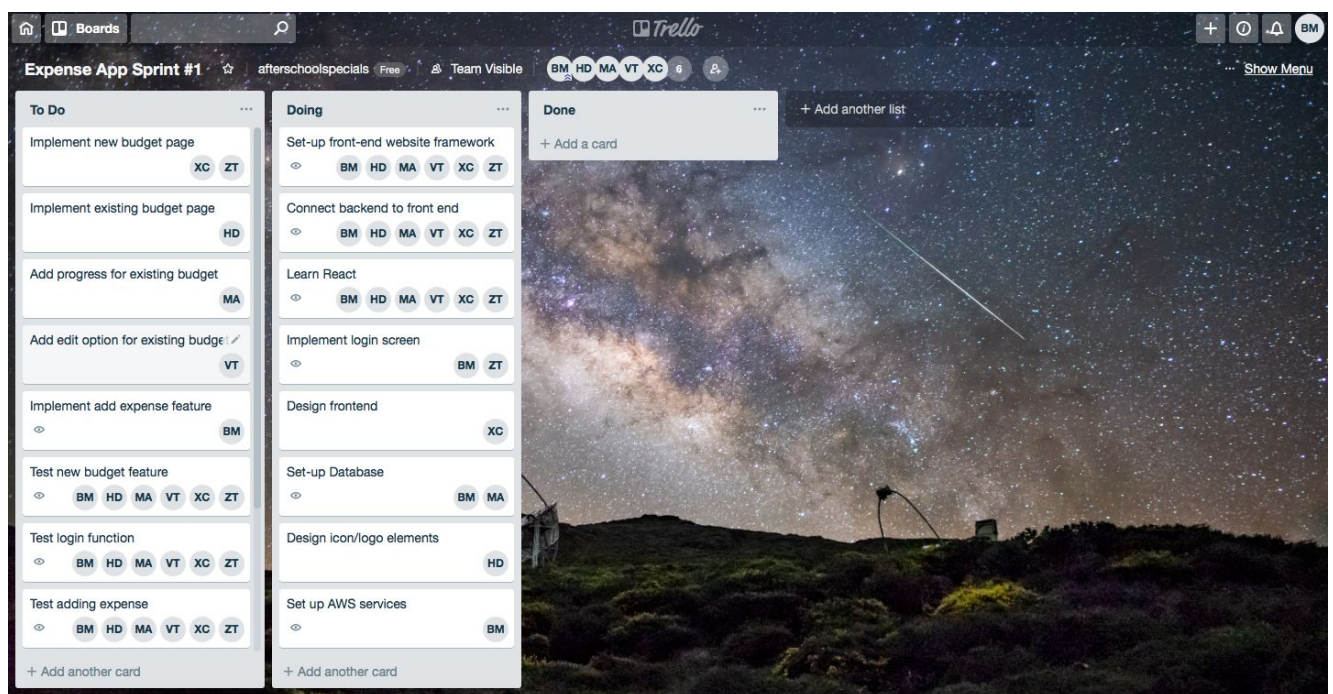 Boards
Trello
BM
Expense App Sprint #1
afterschoolspecials Free
Team Visible
BM HD MA VT XC 6
... Show Menu
To Do
Implement new budget page
XC ZT
Implement existing budget page
HD
Add progress for existing budget
MA
Add edit option for existing budget
VT
Implement add expense feature
BM
Test new budget feature
BM HD MA VT XC ZT
Test login function
BM HD MA VT XC ZT
Test adding expense
BM HD MA VT XC ZT
+ Add another card
Doing
Set-up front-end website framework
BM HD MA VT XC ZT
Connect backend to front end
BM HD MA VT XC ZT
Learn React
BM HD MA VT XC ZT
Implement login screen
BM ZT
Design frontend
XC
Set-up Database
BM MA
Design icon/logo elements
HD
Set up AWS services
BM
+ Add another card
Done
+ Add a card
+ Add another list